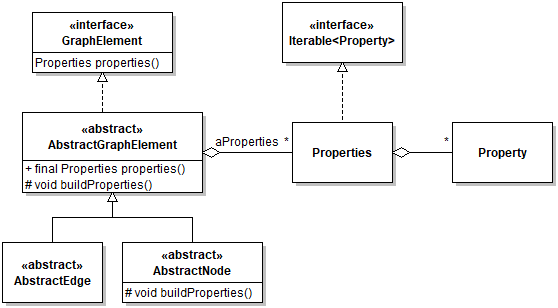 «interface»
GraphElement
Properties properties()
«interface»
Iterable<Property>
«abstract»
AbstractGraphElement
+ final Properties properties()
# void buildProperties()
aProperties *
Properties
*
Property
«abstract»
AbstractEdge
«abstract»
AbstractNode
# void buildProperties()